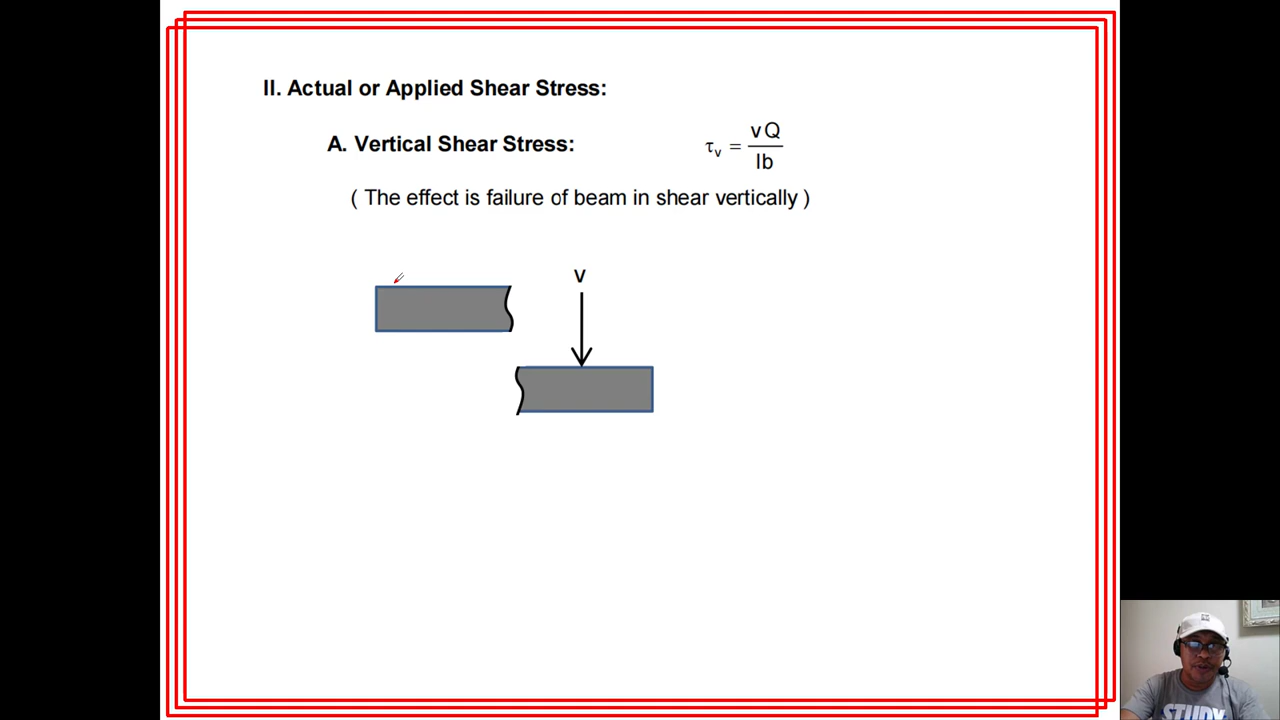 II. Actual or Applied Shear Stress:
A. Vertical Shear Stress:
τv = vQ / Ib
( The effect is failure of beam in shear vertically )
v
STUDY